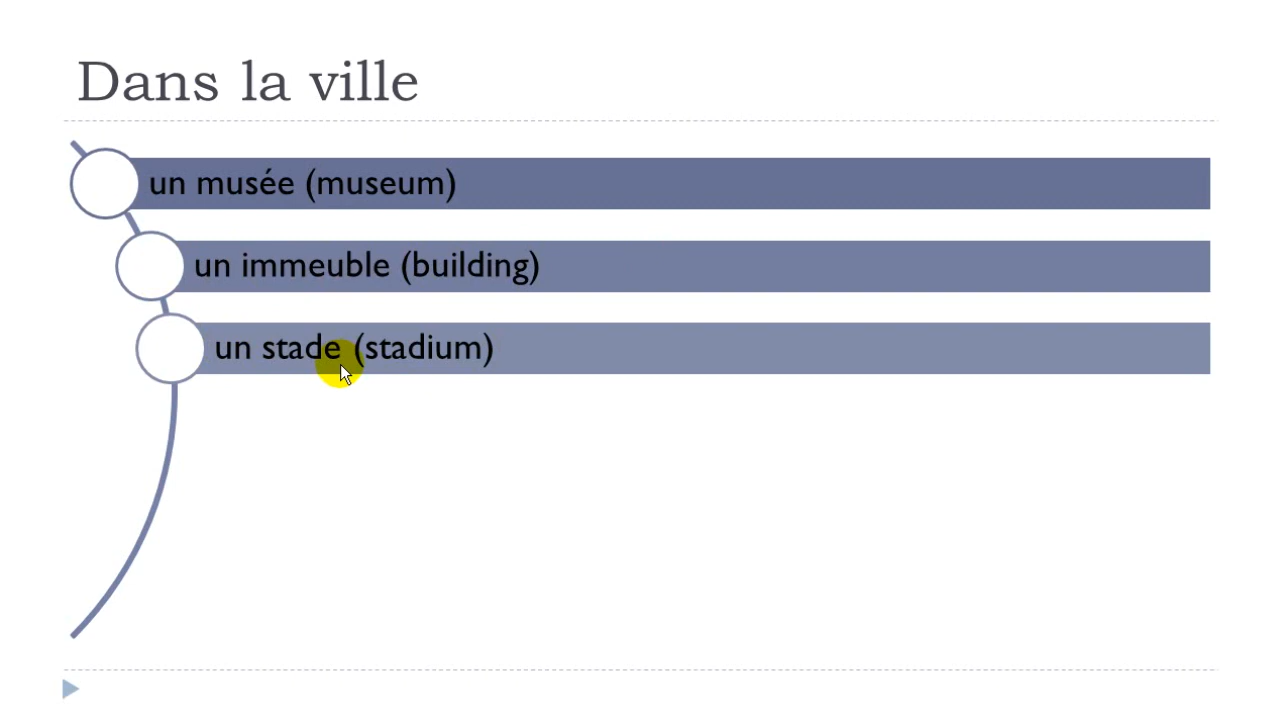 Dans la ville
un musée (museum)
un immeuble (building)
un stade (stadium)